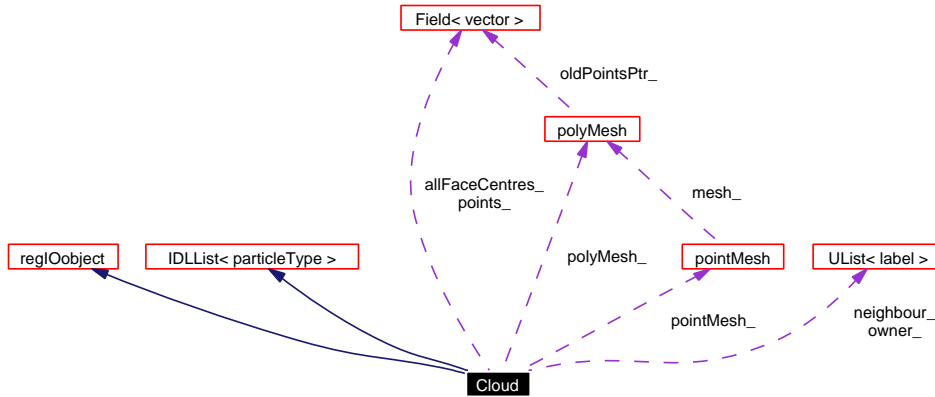 Field< vector >
oldPointsPtr_
polyMesh
allFaceCentres_
points_
mesh_
regIOobject
IDLList< particleType >
polyMesh_
pointMesh
UList< label >
pointMesh_
neighbour_
owner_
Cloud